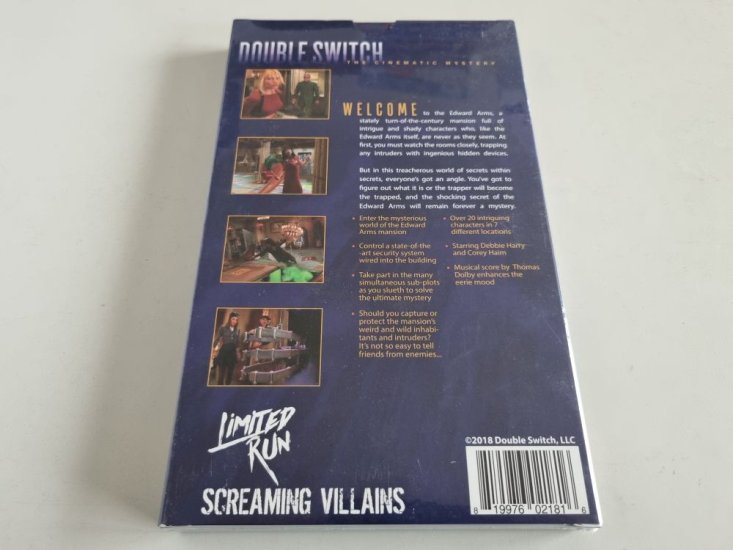 DOUBLE SWITCH
THE CINEMATIC MYSTERY
WELCOME to the Edward Arms, a
stately turn-of-the-century mansion full of
intrigue and shady characters who, like the
Edward Arms itself, are never as they seem. At
first, you must watch the rooms closely, trapping
any intruders with ingenious hidden devices.
But in this treacherous world of secrets within
secrets, everyone's got an angle. You've got to
figure out what it is or the trapper will become
the trapped, and the shocking secret of the
Edward Arms will remain forever a mystery.
• Enter the mysterious
world of the Edward
Arms mansion
• Control a state-of-the
-art security system
wired into the building
• Take part in the many
simultaneous sub-plots
as you slueth to solve
the ultimate mystery
• Should you capture or
protect the mansion's
weird and wild inhabi-
tants and intruders?
It's not so easy to tell
friends from enemies...
• Over 20 intriguing
characters in 7
different locations
• Starring Debbie Harry
and Corey Haim
• Musical score by Thomas
Dolby enhances the
eerie mood
LIMITED
RUN
SCREAMING VILLAINS
©2018 Double Switch, LLC
8 19976 02181 6